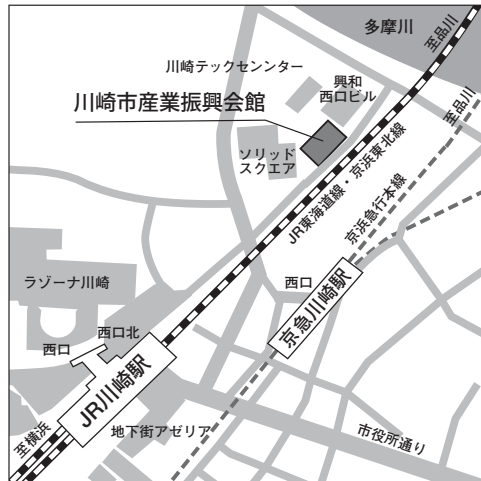 多摩川
至品川
川崎テックセンンター
興和
西口ビル
川崎市産業振興会館
至品川
ソリッド
スクエア
JR東海道線・京浜東北線
京浜急行本線
ラゾーナ川崎
西口
京急川崎駅
西口北
西口
JR川崎駅
至横浜
地下街アゼリア
市役所通り